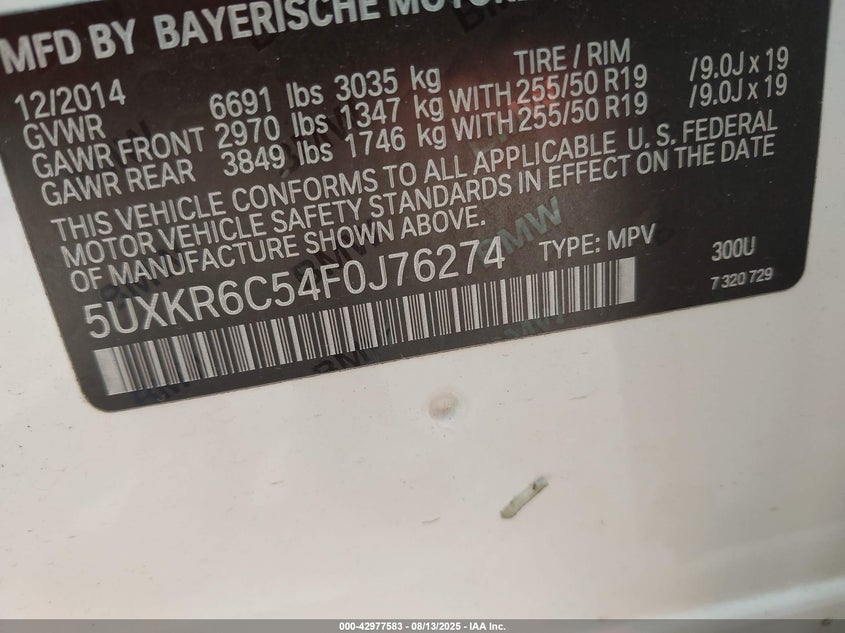 MFD BY BAYERISCHE
12/2014
GVWR 6691 lbs 3035 kg TIRE / RIM
GAWR FRONT 2970 lbs 1347 kg WITH 255/50 R19 /9.0J x 19
GAWR REAR 3849 lbs 1746 kg WITH 255/50 R19 /9.0J x 19
THIS VEHICLE CONFORMS TO ALL APPLICABLE U. S. FEDERAL
MOTOR VEHICLE SAFETY STANDARDS IN EFFECT ON THE DATE
OF MANUFACTURE SHOWN ABOVE.
5UXKR6C54F0J76274 TYPE: MPV 300U
7 320 729
BMW
BMW
BMW
000-42977583 - 08/13/2025 - IAA Inc.